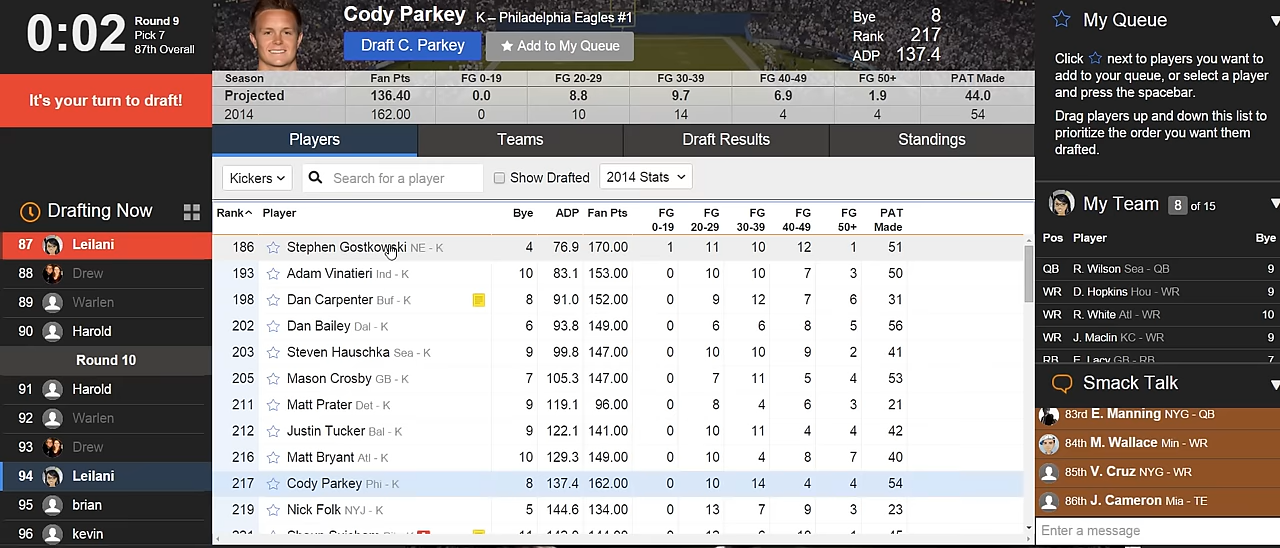 0:02
Round 9
Pick 7
87th Overall
It's your turn to draft!
Drafting Now
87 Leilani
88 Drew
89 Warlen
90 Harold
Round 10
91 Harold
92 Warlen
93 Drew
94 Leilani
95 brian
96 kevin
Cody Parkey K – Philadelphia Eagles #1
Draft C. Parkey ★ Add to My Queue
Bye 8
Rank 217
ADP 137.4
Season Fan Pts FG 0-19 FG 20-29 FG 30-39 FG 40-49 FG 50+ PAT Made
Projected 136.40 0.0 8.8 9.7 6.9 1.9 44.0
2014 162.00 0 10 14 4 4 54
Players Teams Draft Results Standings
Kickers Search for a player Show Drafted 2014 Stats
Rank Player Bye ADP Fan Pts FG 0-19 FG 20-29 FG 30-39 FG 40-49 FG 50+ PAT Made
186 Stephen Gostkowski NE - K 4 76.9 170.00 1 11 10 12 1 51
193 Adam Vinatieri Ind - K 10 83.1 153.00 0 10 10 7 3 50
198 Dan Carpenter Buf - K 8 91.0 152.00 0 9 12 7 6 31
202 Dan Bailey Dal - K 6 93.8 149.00 0 6 6 8 5 56
203 Steven Hauschka Sea - K 9 99.8 147.00 0 10 10 9 2 41
205 Mason Crosby GB - K 7 105.3 147.00 0 7 11 5 4 53
211 Matt Prater Det - K 9 119.1 96.00 0 8 4 6 3 21
212 Justin Tucker Bal - K 9 122.1 141.00 0 10 11 4 4 42
216 Matt Bryant Atl - K 10 129.3 149.00 0 10 4 8 7 40
217 Cody Parkey Phi - K 8 137.4 162.00 0 10 14 4 4 54
219 Nick Folk NYJ - K 5 144.6 134.00 0 13 7 9 3 23
My Queue
Click ☆ next to players you want to add to your queue, or select a player and press the spacebar.
Drag players up and down this list to prioritize the order you want them drafted.
My Team 8 of 15
Pos Player Bye
QB R. Wilson Sea - QB 9
WR D. Hopkins Hou - WR 9
WR R. White Atl - WR 10
WR J. Maclin KC - WR 9
RB E. Lacy GB - RB 7
Smack Talk
83rd E. Manning NYG - QB
84th M. Wallace Min - WR
85th V. Cruz NYG - WR
86th J. Cameron Mia - TE
Enter a message